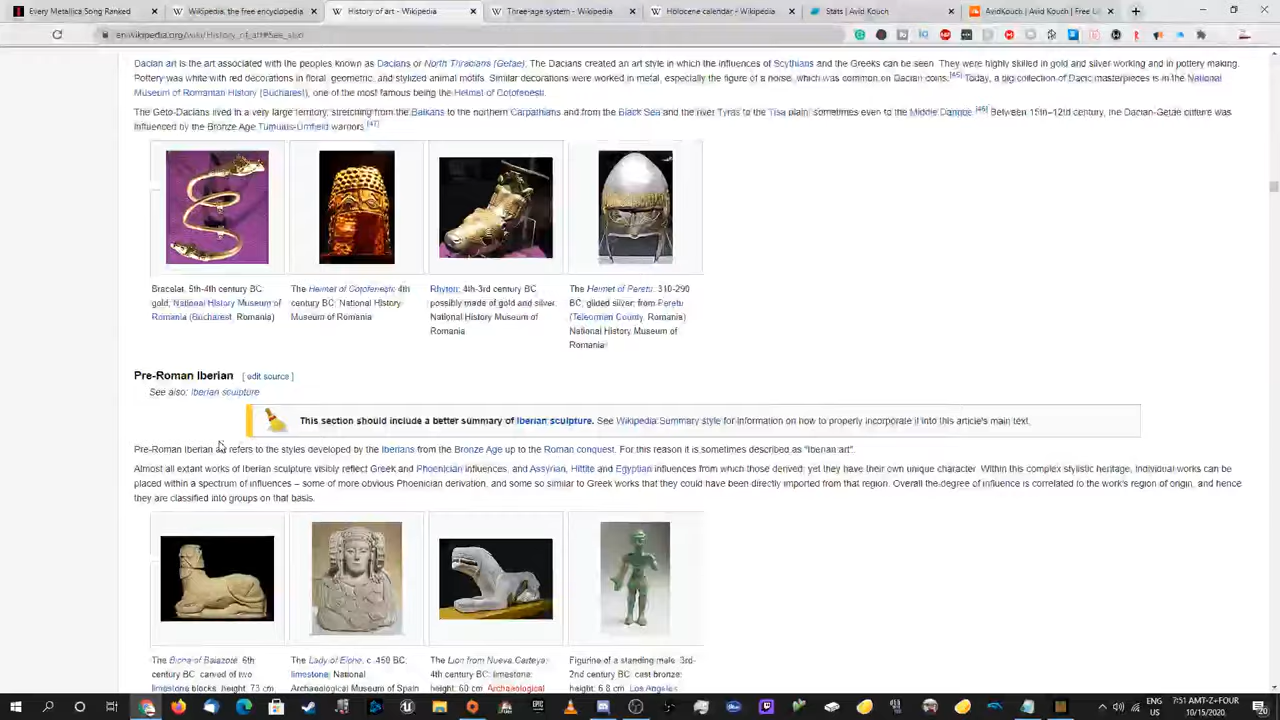 Every Metallica Song Ranked
Wikipedia, the free encyclopedia
History of art - Wikipedia
Three-age system - Wikipedia
Holocene calendar - Wikipedia
Stats | Avid Kouch
AvidKouch | Avid Kouch | Free Li
Dacian art is the art associated with the peoples known as Dacians or North Thracians (Getae). The Dacians created an art style in which the influences of Scythians and the Greeks can be seen. They were highly skilled in gold and silver working and in pottery making.
Pottery was white with red decorations in floral, geometric, and stylized animal motifs. Similar decorations were worked in metal, especially the figure of a horse, which was common on Dacian coins.[45] Today, a big collection of Dacic masterpieces is in the National
Museum of Romanian History (Bucharest), one of the most famous being the Helmet of Coțofenești.
The Geto-Dacians lived in a very large territory, stretching from the Balkans to the northern Carpathians and from the Black Sea and the river Tyras to the Tisa plain, sometimes even to the Middle Danube.[46] Between 15th–12th century, the Dacian-Getae culture was
influenced by the Bronze Age Tumulus-Urnfield warriors.[47]
Bracelet; 5th-4th century BC; gold; National History Museum of Romania (Bucharest, Romania)
The Helmet of Coțofenești; 4th century BC; National History Museum of Romania
Rhyton; 4th-3rd century BC; possibly made of gold and silver; National History Museum of Romania
The Helmet of Peretu; 310-290 BC; gilded silver; from Peretu (Teleorman County, Romania) National History Museum of Romania
Pre-Roman Iberian [ edit source ]
See also: Iberian sculpture
This section should include a better summary of Iberian sculpture. See Wikipedia:Summary style for information on how to properly incorporate it into this article's main text.
Pre-Roman Iberian refers to the styles developed by the Iberians from the Bronze Age up to the Roman conquest. For this reason it is sometimes described as "Iberian art".
Almost all extant works of Iberian sculpture visibly reflect Greek and Phoenician influences, and Assyrian, Hittite and Egyptian influences from which those derived; yet they have their own unique character. Within this complex stylistic heritage, individual works can be
placed within a spectrum of influences – some of more obvious Phoenician derivation, and some so similar to Greek works that they could have been directly imported from that region. Overall the degree of influence is correlated to the work's region of origin, and hence
they are classified into groups on that basis.
The Biche of Balazote; 6th century BC; carved of two limestone blocks; height: 73 cm
The Lady of Elche; c. 450 BC; limestone; National Archaeological Museum of Spain
The Lion from Nueva Carteya; 4th century BC; limestone; height: 60 cm; Archaeological
Figurine of a standing male; 3rd-2nd century BC; cast bronze; height: 6.8 cm; Los Angeles
ENG
US
7:51 AMT-Z+FOUR
10/15/2020